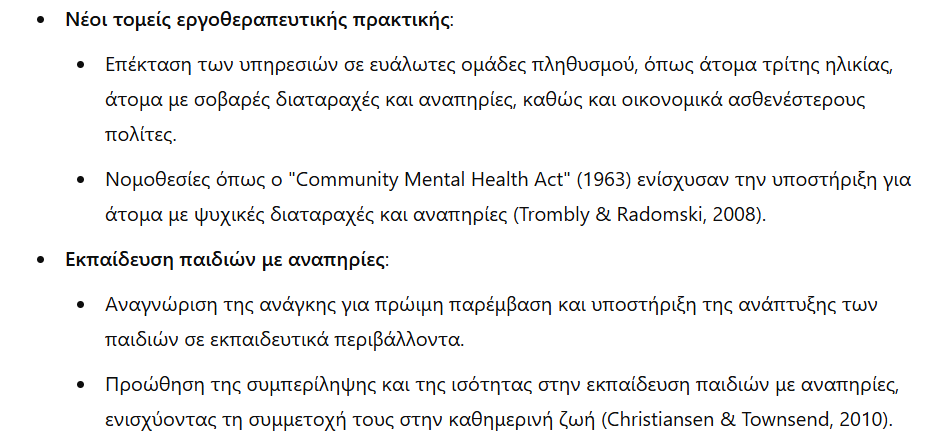 Νέοι τομείς εργοθεραπευτικής πρακτικής:
Επέκταση των υπηρεσιών σε ευάλωτες ομάδες πληθυσμού, όπως άτομα τρίτης ηλικίας,
άτομα με σοβαρές διαταραχές και αναπηρίες, καθώς και οικονομικά ασθενέστερους
πολίτες.
Νομοθεσίες όπως ο "Community Mental Health Act" (1963) ενίσχυσαν την υποστήριξη για
άτομα με ψυχικές διαταραχές και αναπηρίες (Trombly & Radomski, 2008).
Εκπαίδευση παιδιών με αναπηρίες:
Αναγνώριση της ανάγκης για πρώιμη παρέμβαση και υποστήριξη της ανάπτυξης των
παιδιών σε εκπαιδευτικά περιβάλλοντα.
Προώθηση της συμπερίληψης και της ισότητας στην εκπαίδευση παιδιών με αναπηρίες,
ενισχύοντας τη συμμετοχή τους στην καθημερινή ζωή (Christiansen & Townsend, 2010).